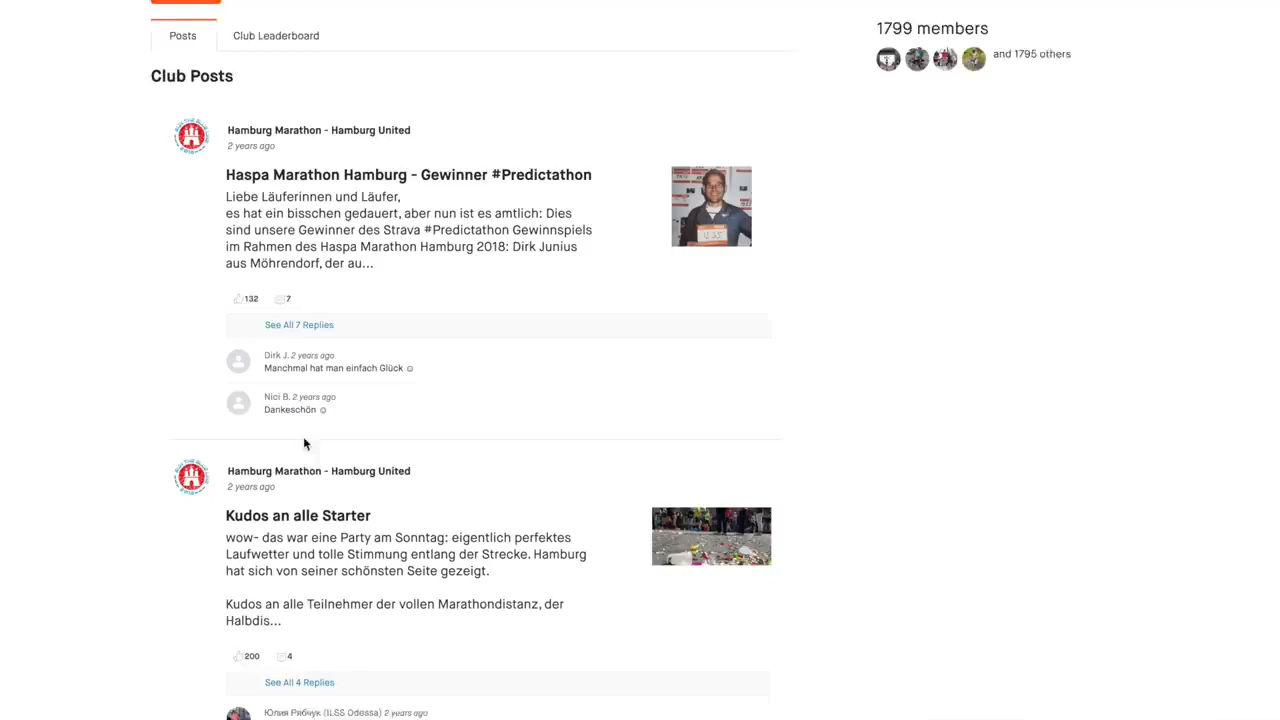 Posts
Club Leaderboard
1799 members
and 1795 others
Club Posts
Hamburg Marathon - Hamburg United
2 years ago
Haspa Marathon Hamburg - Gewinner #Predictathon
Liebe Läuferinnen und Läufer,
es hat ein bisschen gedauert, aber nun ist es amtlich: Dies
sind unsere Gewinner des Strava #Predictathon Gewinnspiels
im Rahmen des Haspa Marathon Hamburg 2018: Dirk Junius
aus Möhrendorf, der au...
132 7
See All 7 Replies
Dirk J. 2 years ago
Manchmal hat man einfach Glück ☺
Nici B. 2 years ago
Dankeschön ☺
Hamburg Marathon - Hamburg United
2 years ago
Kudos an alle Starter
wow- das war eine Party am Sonntag: eigentlich perfektes
Laufwetter und tolle Stimmung entlang der Strecke. Hamburg
hat sich von seiner schönsten Seite gezeigt.
Kudos an alle Teilnehmer der vollen Marathondistanz, der
Halbdis...
200 4
See All 4 Replies
Юлия Рябчук (ILSS Odessa) 2 years ago